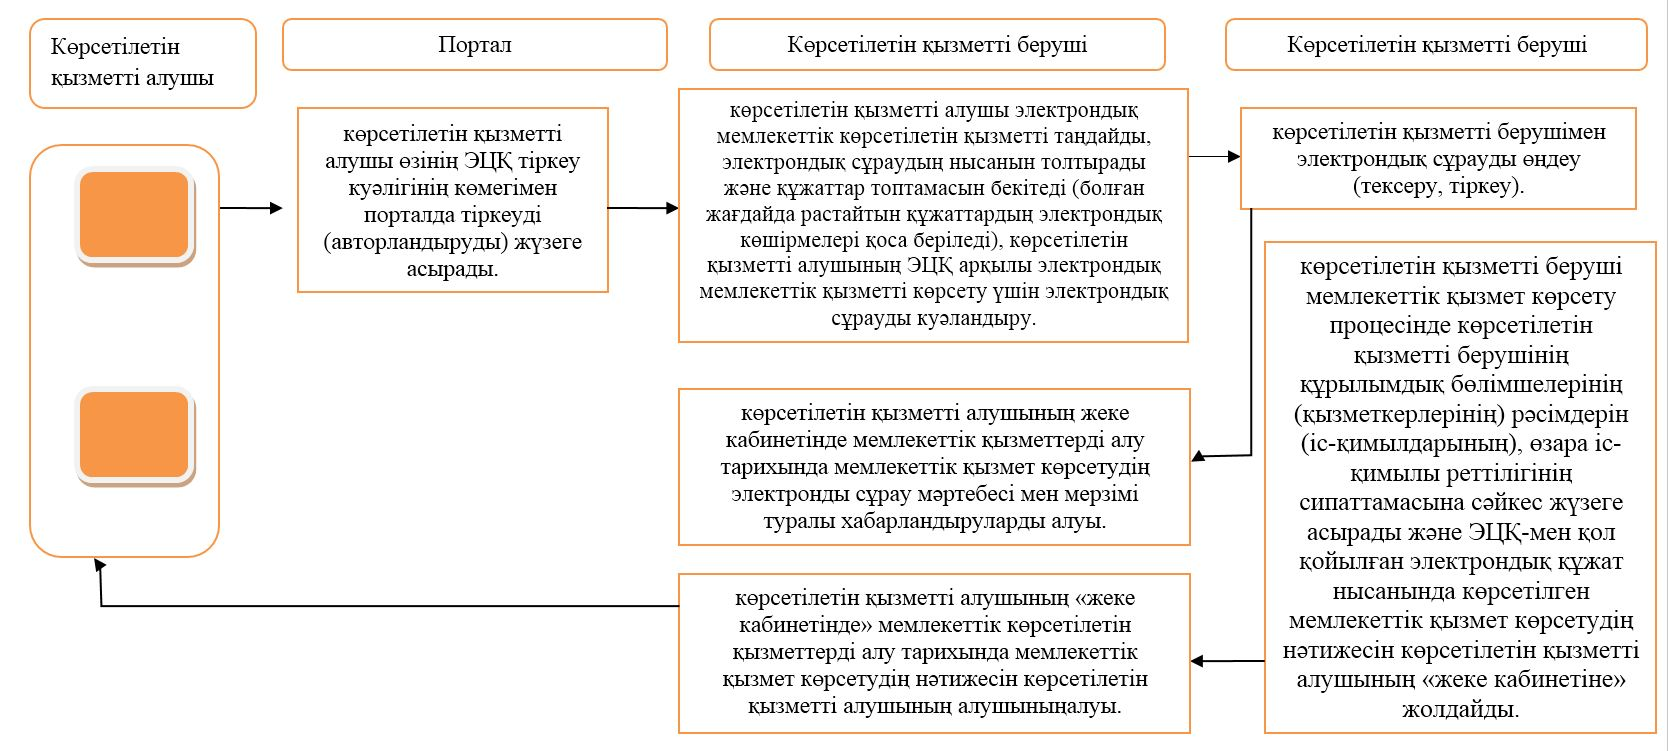 Көрсетілетін
қызметті алушы
Портал
Көрсетілетін қызметті беруші
Көрсетілетін қызметті беруші
көрсетілетін қызметті
алушы өзінің ЭЦҚ тіркеу
куәлігінің көмегімен
порталда тіркеуді
(авторландыруды) жүзеге
асырады.
көрсетілетін қызметті алушы электрондық
мемлекеттік көрсетілетін қызметті таңдайды,
электрондық сұраудың нысанын толтырады
және құжаттар топтамасын бекітеді (болған
жағдайда растайтын құжаттардың электрондық
көшірмелері қоса беріледі), көрсетілетін
қызметті алушының ЭЦҚ арқылы электрондық
мемлекеттік қызметті көрсету үшін электрондық
сұрауды куәландыру.
көрсетілетін қызметті берушімен
электрондық сұрауды өңдеу
(тексеру, тіркеу).
көрсетілетін қызметті алушының жеке
кабинетінде мемлекеттік қызметтерді алу
тарихында мемлекеттік қызмет көрсетудің
электронды сұрау мәртебесі мен мерзімі
туралы хабарландыруларды алуы.
көрсетілетін қызметті беруші
мемлекеттік қызмет көрсету
процесінде көрсетілетін
қызметті берушінің
құрылымдық бөлімшелерінің
(қызметкерлерінің) рәсімдерін
(іс-қимылдарының), өзара іс-
қимылы реттілігінің
сипаттамасына сәйкес жүзеге
асырады және ЭЦҚ-мен қол
қойылған электрондық құжат
нысанында көрсетілген
мемлекеттік қызмет көрсетудің
нәтижесін көрсетілетін қызметті
алушының «жеке кабинетіне»
жолдайды.
көрсетілетін қызметті алушының «жеке
кабинетінде» мемлекеттік көрсетілетін
қызметтерді алу тарихында мемлекеттік
қызмет көрсетудің нәтижесін көрсетілетін
қызметті алушының алушыныңалуы.